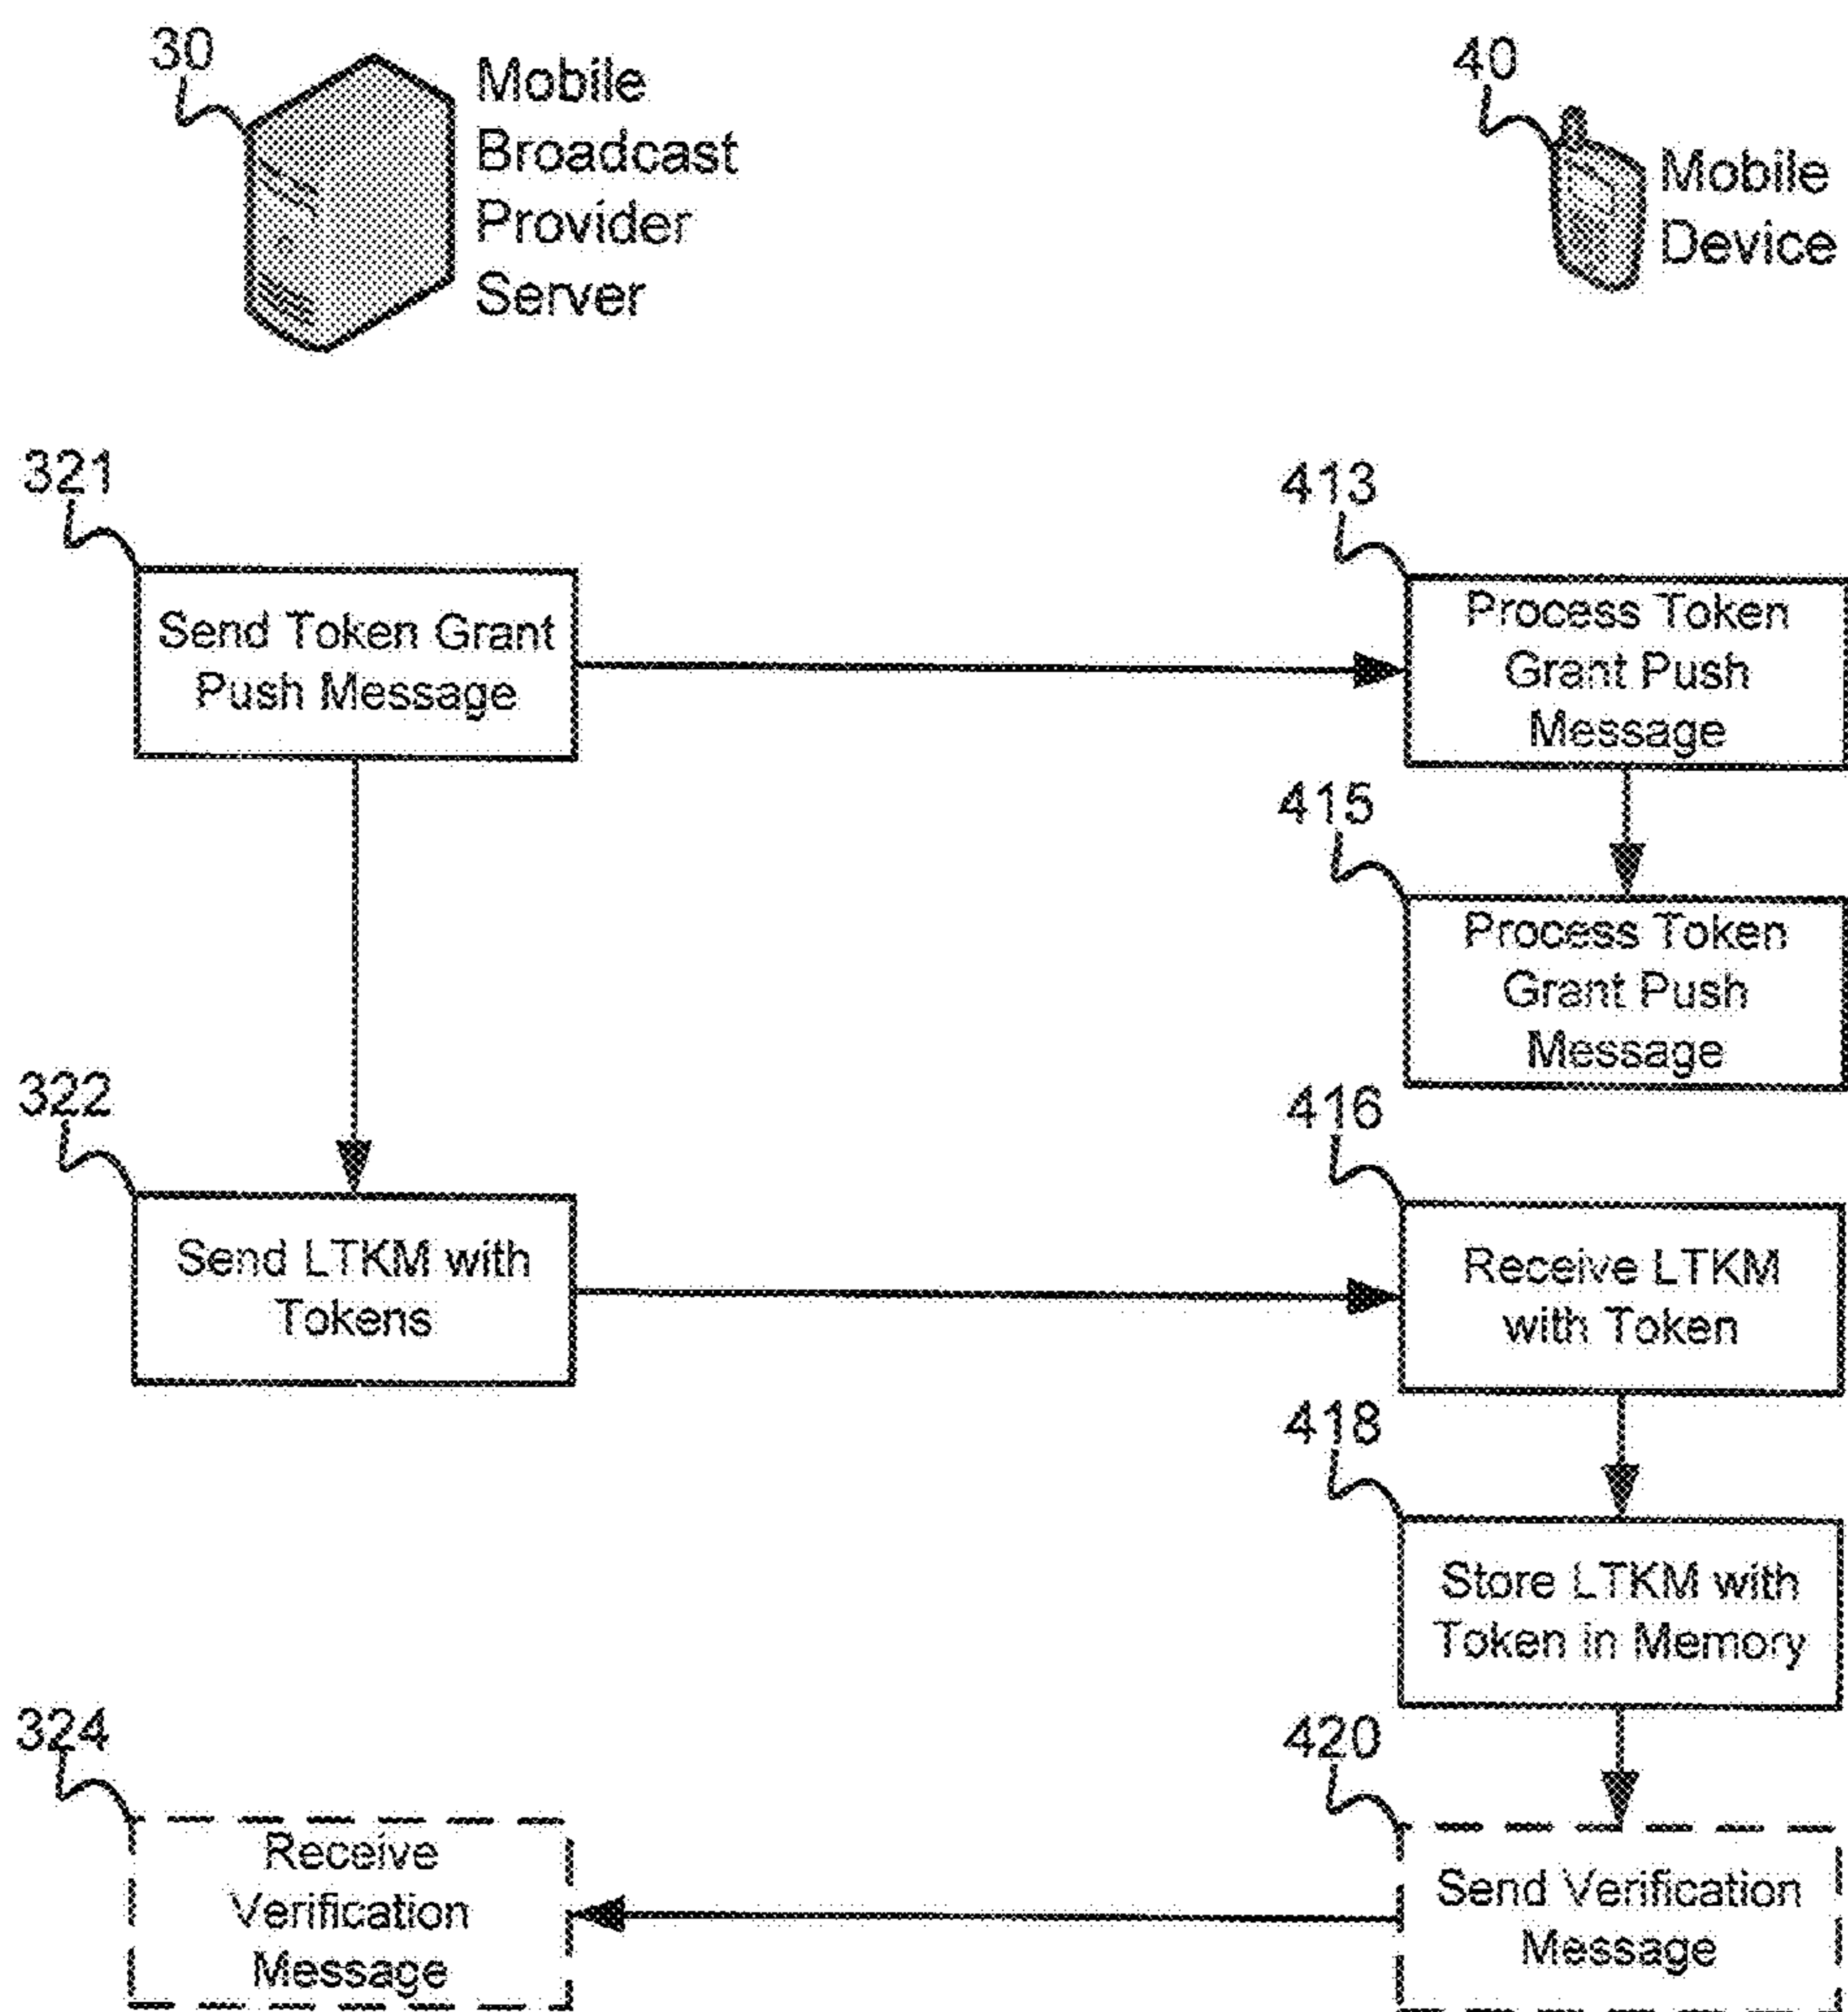 30
Mobile
Broadcast
Provider
Server
40
Mobile
Device
321
Send Token Grant
Push Message
413
Process Token
Grant Push
Message
415
Process Token
Grant Push
Message
322
Send LTKM with
Tokens
416
Receive LTKM
with Token
418
Store LTKM with
Token in Memory
324
Receive
Verification
Message
420
Send Verification
Message